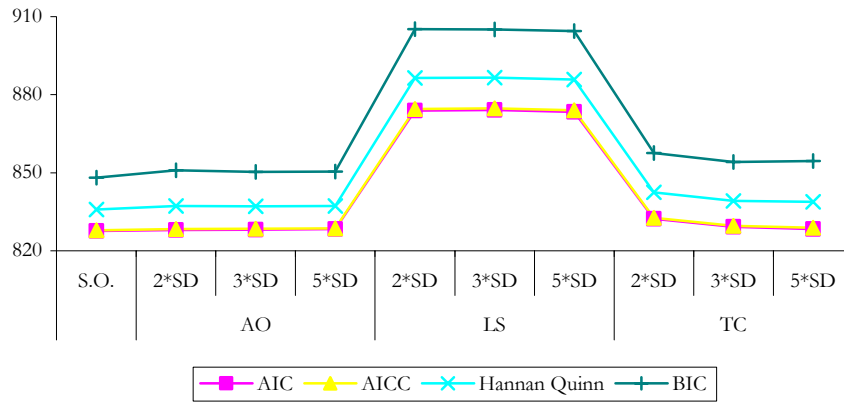 910
880
850
820
S.O. 2*SD 3*SD 5*SD 2*SD 3*SD 5*SD 2*SD 3*SD 5*SD
AO LS TC
AIC AICC Hannan Quinn BIC